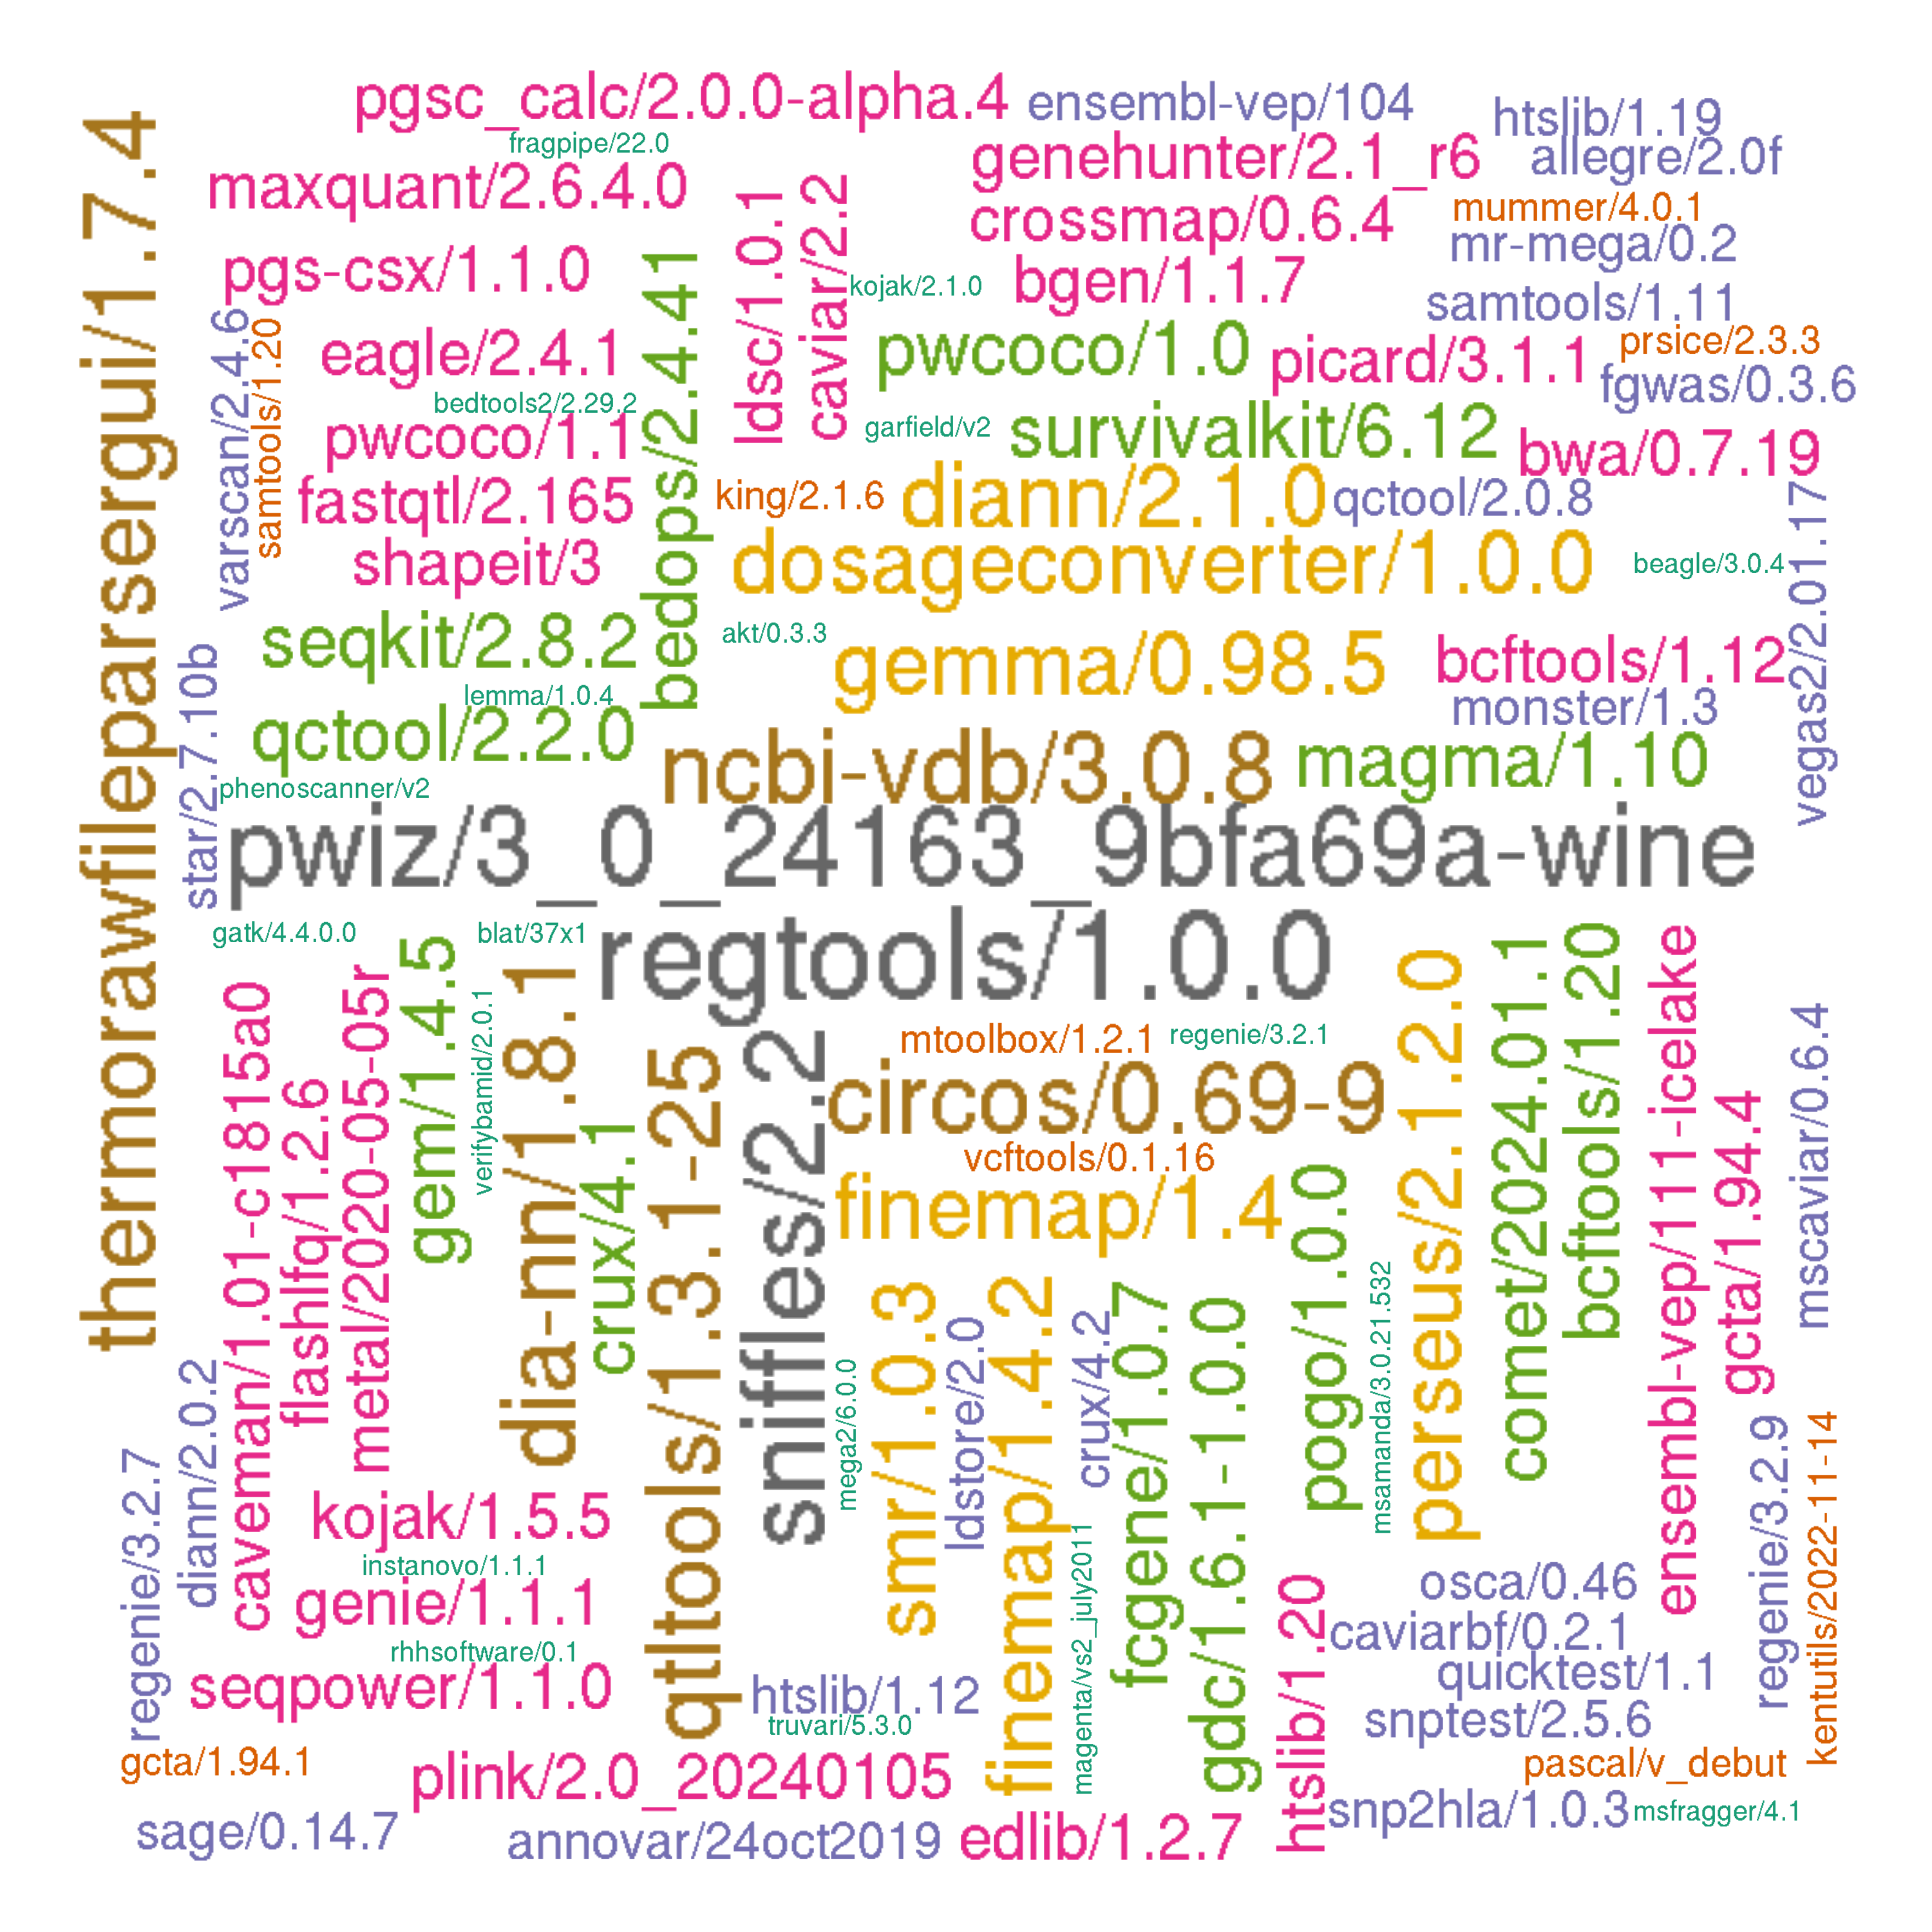 pgsc_calc/2.0.0-alpha.4
ensembl-vep/104
htslib/1.19
fragpipe/22.0
genehunter/2.1_r6
allegre/2.0f
maxquant/2.6.4.0
ldsc/1.0.1
caviar/2.2
crossmap/0.6.4
mummer/4.0.1
mr-mega/0.2
thermorawfileparsergui/1.7.4
pgs-csx/1.1.0
bedops/2.4.41
kojak/2.1.0
bgen/1.1.7
samtools/1.11
varscan/2.4.6
samtools/1.20
eagle/2.4.1
pwcoco/1.0
picard/3.1.1
prsice/2.3.3
fgwas/0.3.6
bedtools2/2.29.2
pwcoco/1.1
garfield/v2
survivalkit/6.12
bwa/0.7.19
fastqtl/2.165
king/2.1.6
diann/2.1.0
qctool/2.0.8
vegas2/2.01.17
shapeit/3
dosageconverter/1.0.0
beagle/3.0.4
seqkit/2.8.2
akt/0.3.3
gemma/0.98.5
bcftools/1.12
star/2.7.10b
lemma/1.0.4
monster/1.3
qctool/2.2.0
ncbi-vdb/3.0.8
magma/1.10
phenoscanner/v2
pwiz/3_0_24163_9bfa69a-wine
gatk/4.4.0.0
blat/37x1
regtools/1.0.0
gem/1.4.5
caveman/1.01-c1815a0
flashlfq/1.2.6
metal/2020-05-05r
verifybamid/2.0.1
dia-nn/1.8.1
crux/4.1
qtltools/1.3.1-25
sniffles/2.2
mtoolbox/1.2.1
regenie/3.2.1
circos/0.69-9
vcftools/0.1.16
finemap/1.4
perseus/2.1.2.0
comet/2024.01.1
bcftools/1.20
ensembl-vep/111-icelake
gcta/1.94.4
mscaviar/0.6.4
pogo/1.0.0
msamanda/3.0.21.532
smr/1.0.3
ldstore/2.0
finemap/1.4.2
crux/4.2
fcgene/1.0.7
gdc/1.6.1-1.0.0
mega2/6.0.0
diann/2.0.2
regenie/3.2.7
kojak/1.5.5
instanovo/1.1.1
genie/1.1.1
rhhsoftware/0.1
seqpower/1.1.0
magenta/vs2_july2011
htslib/1.20
osca/0.46
caviarbf/0.2.1
quicktest/1.1
regenie/3.2.9
kentutils/2022-11-14
htslib/1.12
truvari/5.3.0
snptest/2.5.6
gcta/1.94.1
plink/2.0_20240105
pascal/v_debut
sage/0.14.7
annovar/24oct2019
edlib/1.2.7
snp2hla/1.0.3
msfragger/4.1